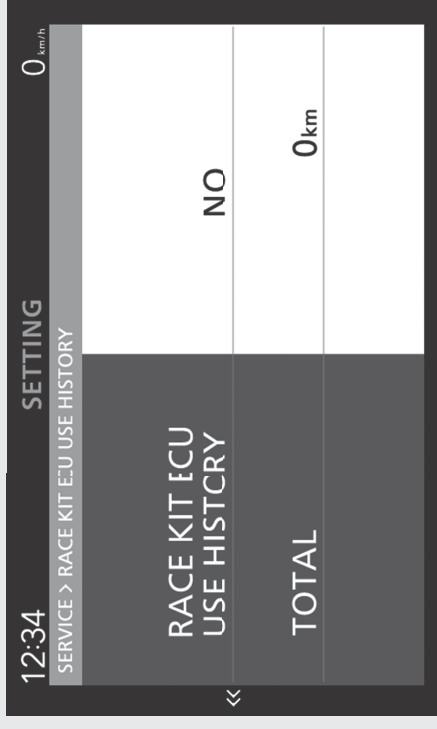 12:34 SETTING 0 km/h
SERVICE > RACE KIT ECU USE HISTORY
RACE KIT ECU NO
USE HISTORY
TOTAL 0km